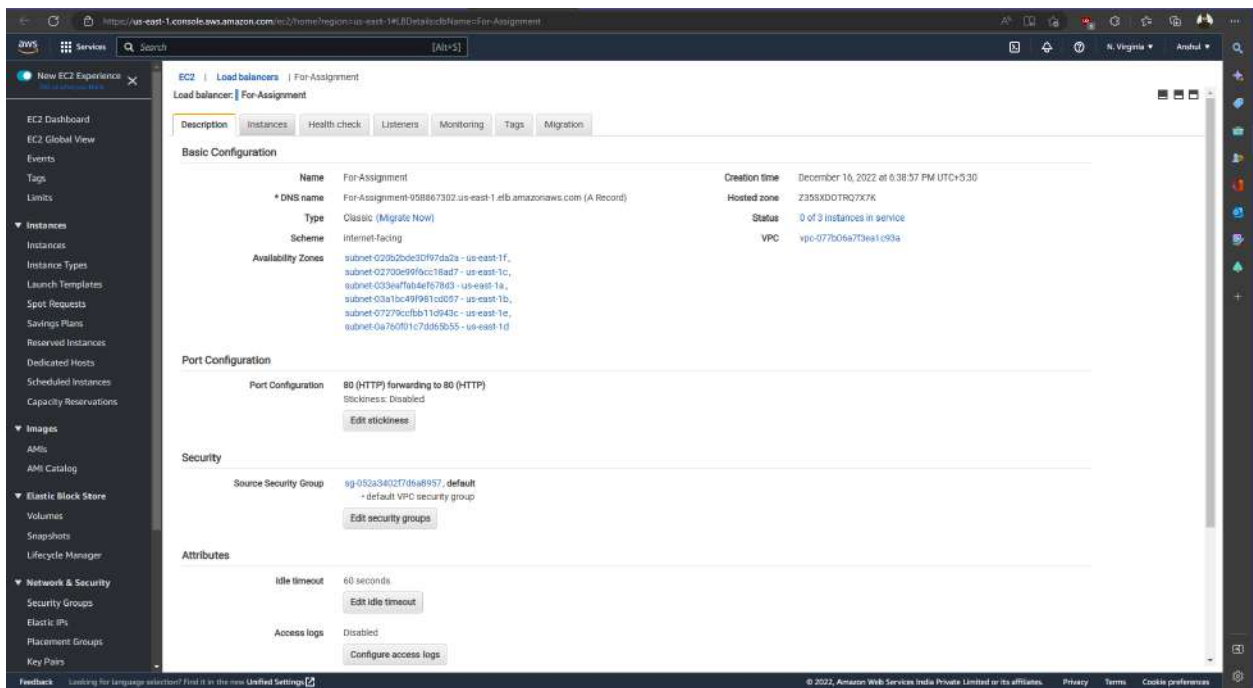 https://us-east-1.console.aws.amazon.com/ec2/home?region=us-east-1#LBDetails:lbName=For-Assignment
aws
Services
Search
[Alt+S]
N. Virginia
Anshul
New EC2 Experience
EC2 Dashboard
EC2 Global View
Events
Tags
Limits
Instances
Instances
Instance Types
Launch Templates
Spot Requests
Savings Plans
Reserved Instances
Dedicated Hosts
Scheduled Instances
Capacity Reservations
Images
AMIs
AMI Catalog
Elastic Block Store
Volumes
Snapshots
Lifecycle Manager
Network & Security
Security Groups
Elastic IPs
Placement Groups
Key Pairs
EC2 | Load balancers | For-Assignment
Load balancer: For-Assignment
Description Instances Health check Listeners Monitoring Tags Migration
Basic Configuration
Name For-Assignment
* DNS name For-Assignment-958867302.us-east-1.elb.amazonaws.com (A Record)
Type Classic (Migrate Now)
Scheme internet-facing
Availability Zones subnet-020b2bde30f97da2a - us-east-1f,
subnet-02700e99f6cc18ad7 - us-east-1c,
subnet-033eaffab4ef678d3 - us-east-1a,
subnet-03a1bc49f981cd057 - us-east-1b,
subnet-07279ccfbb11d943c - us-east-1e,
subnet-0a760f01c7dd65b55 - us-east-1d
Creation time December 16, 2022 at 6:38:57 PM UTC+5:30
Hosted zone Z35SXDOTRQ7X7K
Status 0 of 3 instances in service
VPC vpc-077b06a7f3ea1c93a
Port Configuration
Port Configuration 80 (HTTP) forwarding to 80 (HTTP)
Stickiness: Disabled
Edit stickiness
Security
Source Security Group sg-052a3402f7d6a8957, default
• default VPC security group
Edit security groups
Attributes
Idle timeout 60 seconds
Edit idle timeout
Access logs Disabled
Configure access logs
Feedback Looking for language selection? Find it in the new Unified Settings
© 2022, Amazon Web Services India Private Limited or its affiliates. Privacy Terms Cookie preferences